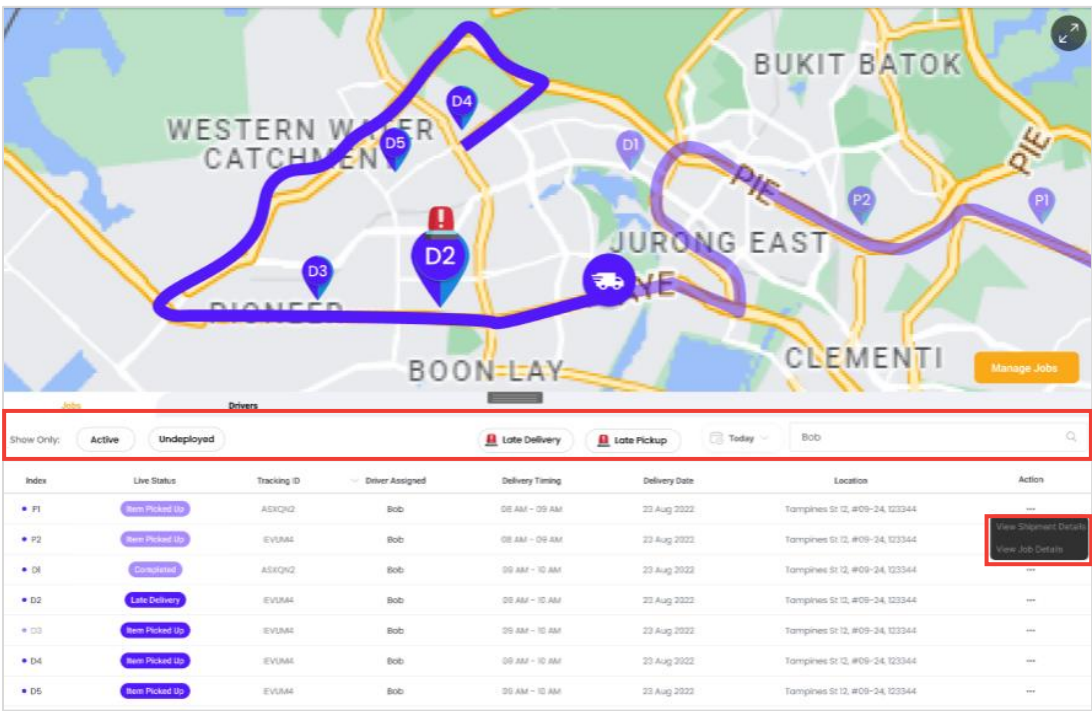 BUKIT BATOK
D4
WESTERN WATER
CATCHMENT
D5
D1
PIE
PIE
P2
P1
!
D2
JURONG EAST
D3
AYE
PIONEER
BOON LAY
CLEMENTI
Manage Jobs
Jobs Drivers
Show Only: Active Undeployed Late Delivery Late Pickup Today Bob
Index Live Status Tracking ID Driver Assigned Delivery Timing Delivery Date Location Action
P1 Item Picked Up ASXQN2 Bob 08 AM - 09 AM 23 Aug 2022 Tampines St 12, #09-24, 123344 ...
View Shipment Details
P2 Item Picked Up IEVUM4 Bob 08 AM - 09 AM 23 Aug 2022 Tampines St 12, #09-24, 123344
View Job Details
D1 Completed ASXQN2 Bob 09 AM - 10 AM 23 Aug 2022 Tampines St 12, #09-24, 123344 ...
D2 Late Delivery IEVUM4 Bob 09 AM - 10 AM 23 Aug 2022 Tampines St 12, #09-24, 123344 ...
D3 Item Picked Up IEVUM4 Bob 09 AM - 10 AM 23 Aug 2022 Tampines St 12, #09-24, 123344 ...
D4 Item Picked Up IEVUM4 Bob 09 AM - 10 AM 23 Aug 2022 Tampines St 12, #09-24, 123344 ...
D5 Item Picked Up IEVUM4 Bob 09 AM - 10 AM 23 Aug 2022 Tampines St 12, #09-24, 123344 ...